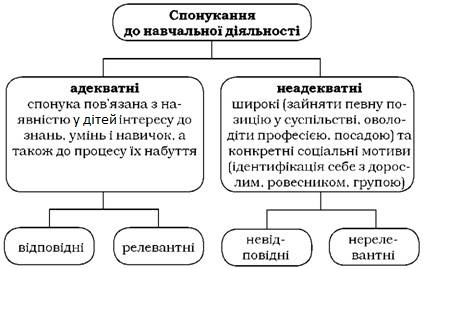 Спонукання
до навчальної діяльності
адекватні
спонука пов'язана з на-
явністю у дітей інтересу до
знань, умінь і навичок, а
також до процесу їх набуття
неадекватні
широкі (зайняти певну по-
зицію у суспільстві, оволо-
діти професією, посадою) та
конкретні соціальні мотиви
(ідентифікація себе з дорос-
лим, ровесником, групою)
відповідні
релевантні
невід-
повідні
нереле-
вантні